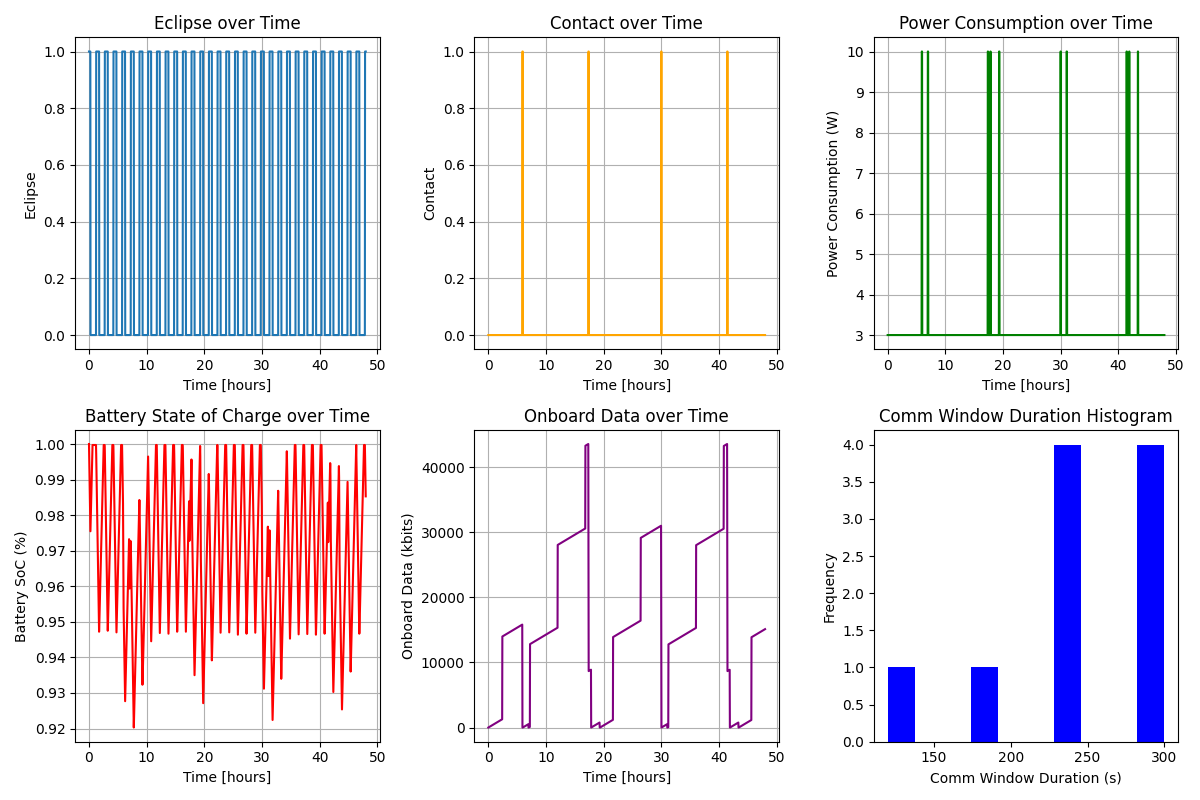 Eclipse over Time
1.0
0.8
0.6
0.4
0.2
0.0
Eclipse
0 10 20 30 40 50
Time [hours]
Contact over Time
1.0
0.8
0.6
0.4
0.2
0.0
Contact
0 10 20 30 40 50
Time [hours]
Power Consumption over Time
10
9
8
7
6
5
4
3
Power Consumption (W)
0 10 20 30 40 50
Time [hours]
Battery State of Charge over Time
1.00
0.99
0.98
0.97
0.96
0.95
0.94
0.93
0.92
Battery SoC (%)
0 10 20 30 40 50
Time [hours]
Onboard Data over Time
40000
30000
20000
10000
0
Onboard Data (kbits)
0 10 20 30 40 50
Time [hours]
Comm Window Duration Histogram
4.0
3.5
3.0
2.5
2.0
1.5
1.0
0.5
0.0
Frequency
150 200 250 300
Comm Window Duration (s)